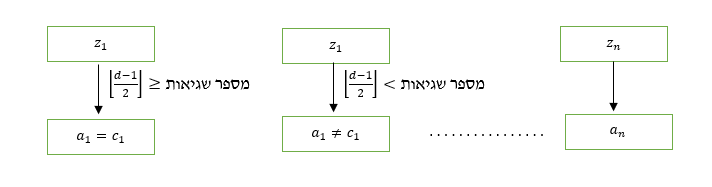 z₁
⌊(d−1)/2⌋ ≥ מספר שגיאות
a₁ = c₁
z₁
⌊(d−1)/2⌋ < מספר שגיאות
a₁ ≠ c₁
................
zₙ
aₙ